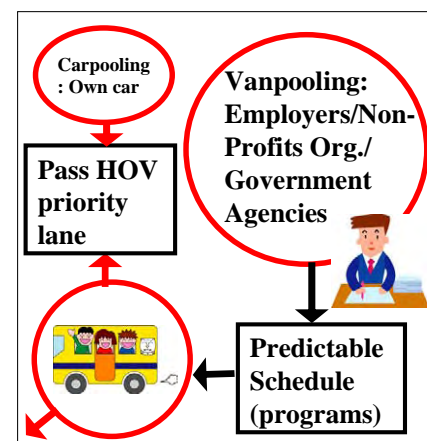 Carpooling
: Own car
Vanpooling:
Employers/Non-
Profits Org./
Government
Agencies
Pass HOV
priority
lane
Predictable
Schedule
(programs)